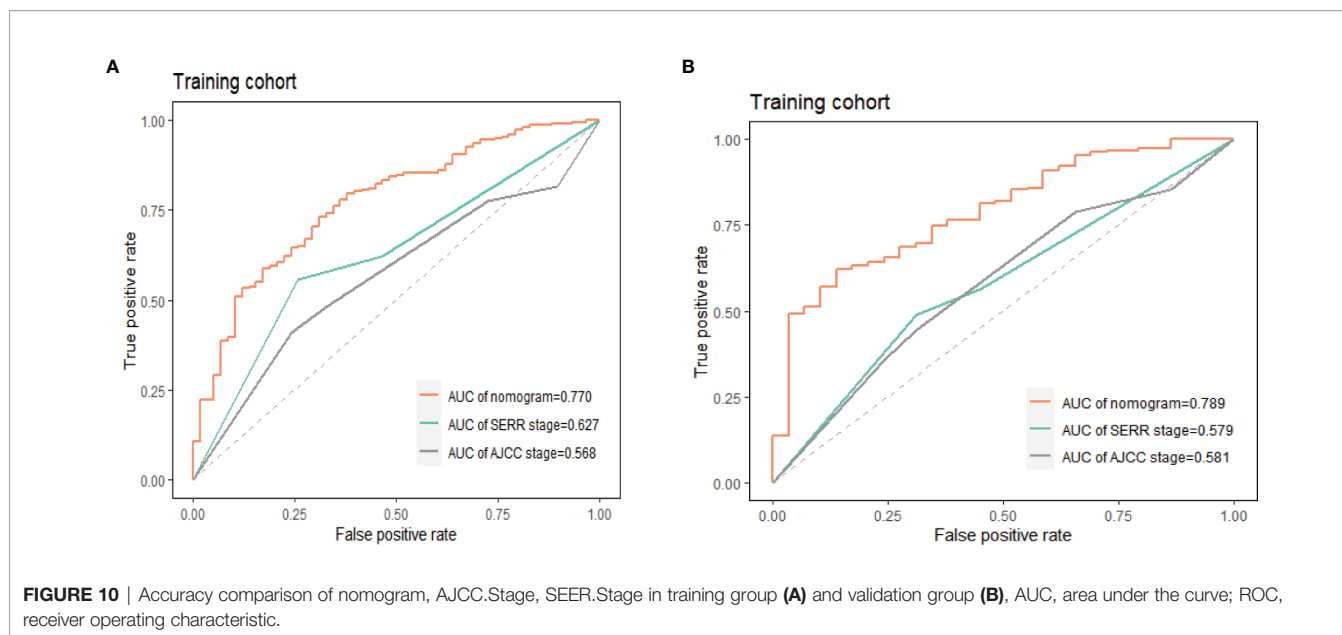 A
Training cohort
True positive rate
1.00
0.75
0.50
0.25
0.00
AUC of nomogram=0.770
AUC of SERR stage=0.627
AUC of AJCC stage=0.568
0.00 0.25 0.50 0.75 1.00
False positive rate
B
Training cohort
True positive rate
1.00
0.75
0.50
0.25
0.00
AUC of nomogram=0.789
AUC of SERR stage=0.579
AUC of AJCC stage=0.581
0.00 0.25 0.50 0.75 1.00
False positive rate
FIGURE 10 | Accuracy comparison of nomogram, AJCC.Stage, SEER.Stage in training group (A) and validation group (B), AUC, area under the curve; ROC,
receiver operating characteristic.